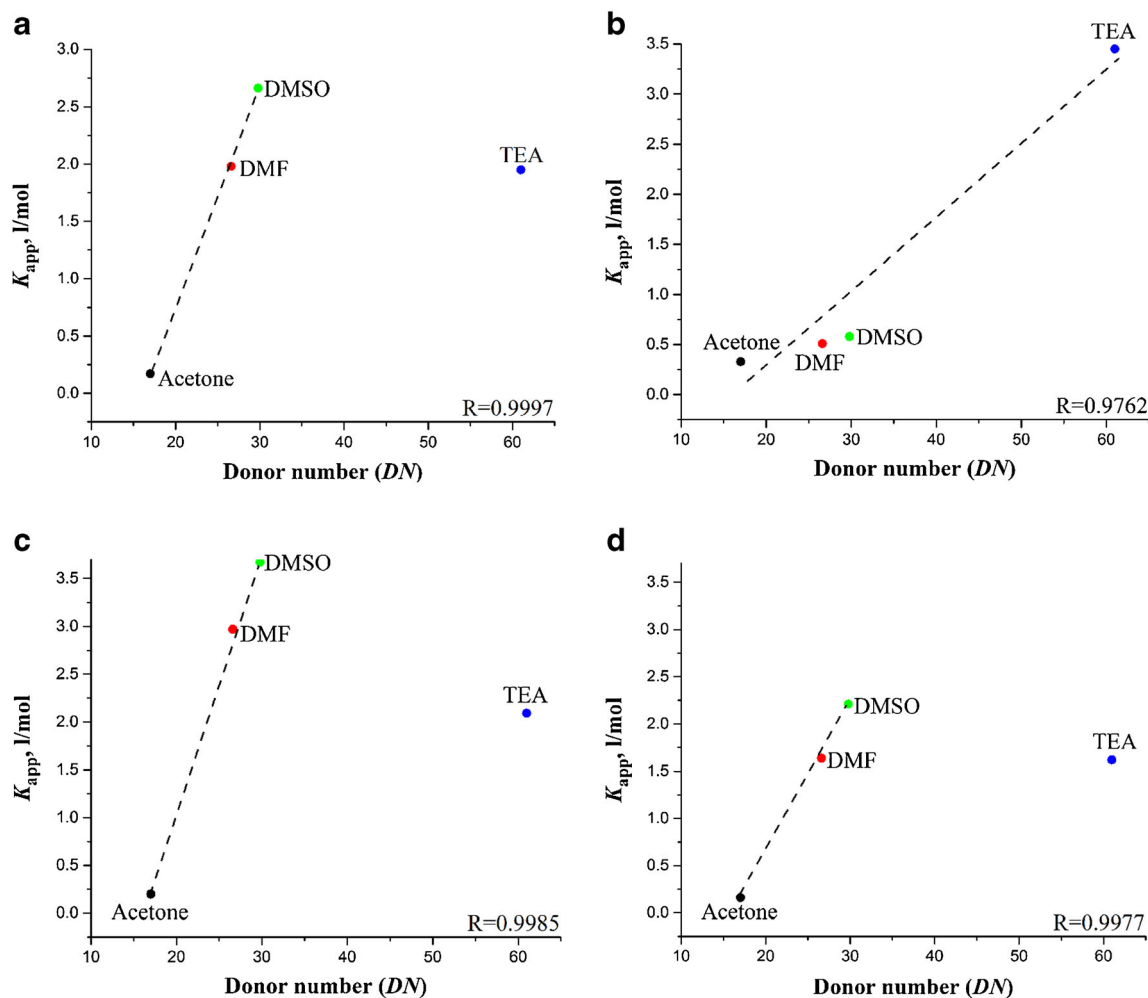 a
3.0
2.5
2.0
1.5
1.0
0.5
0.0
K_app, l/mol
DMSO
DMF
TEA
Acetone
R=0.9997
10 20 30 40 50 60
Donor number (DN)
b
3.5
3.0
2.5
2.0
1.5
1.0
0.5
0.0
K_app, l/mol
TEA
Acetone
DMSO
DMF
R=0.9762
10 20 30 40 50 60
Donor number (DN)
c
3.5
3.0
2.5
2.0
1.5
1.0
0.5
0.0
K_app, l/mol
DMSO
DMF
TEA
Acetone
R=0.9985
10 20 30 40 50 60
Donor number (DN)
d
3.5
3.0
2.5
2.0
1.5
1.0
0.5
0.0
K_app, l/mol
DMSO
DMF
TEA
Acetone
R=0.9977
10 20 30 40 50 60
Donor number (DN)